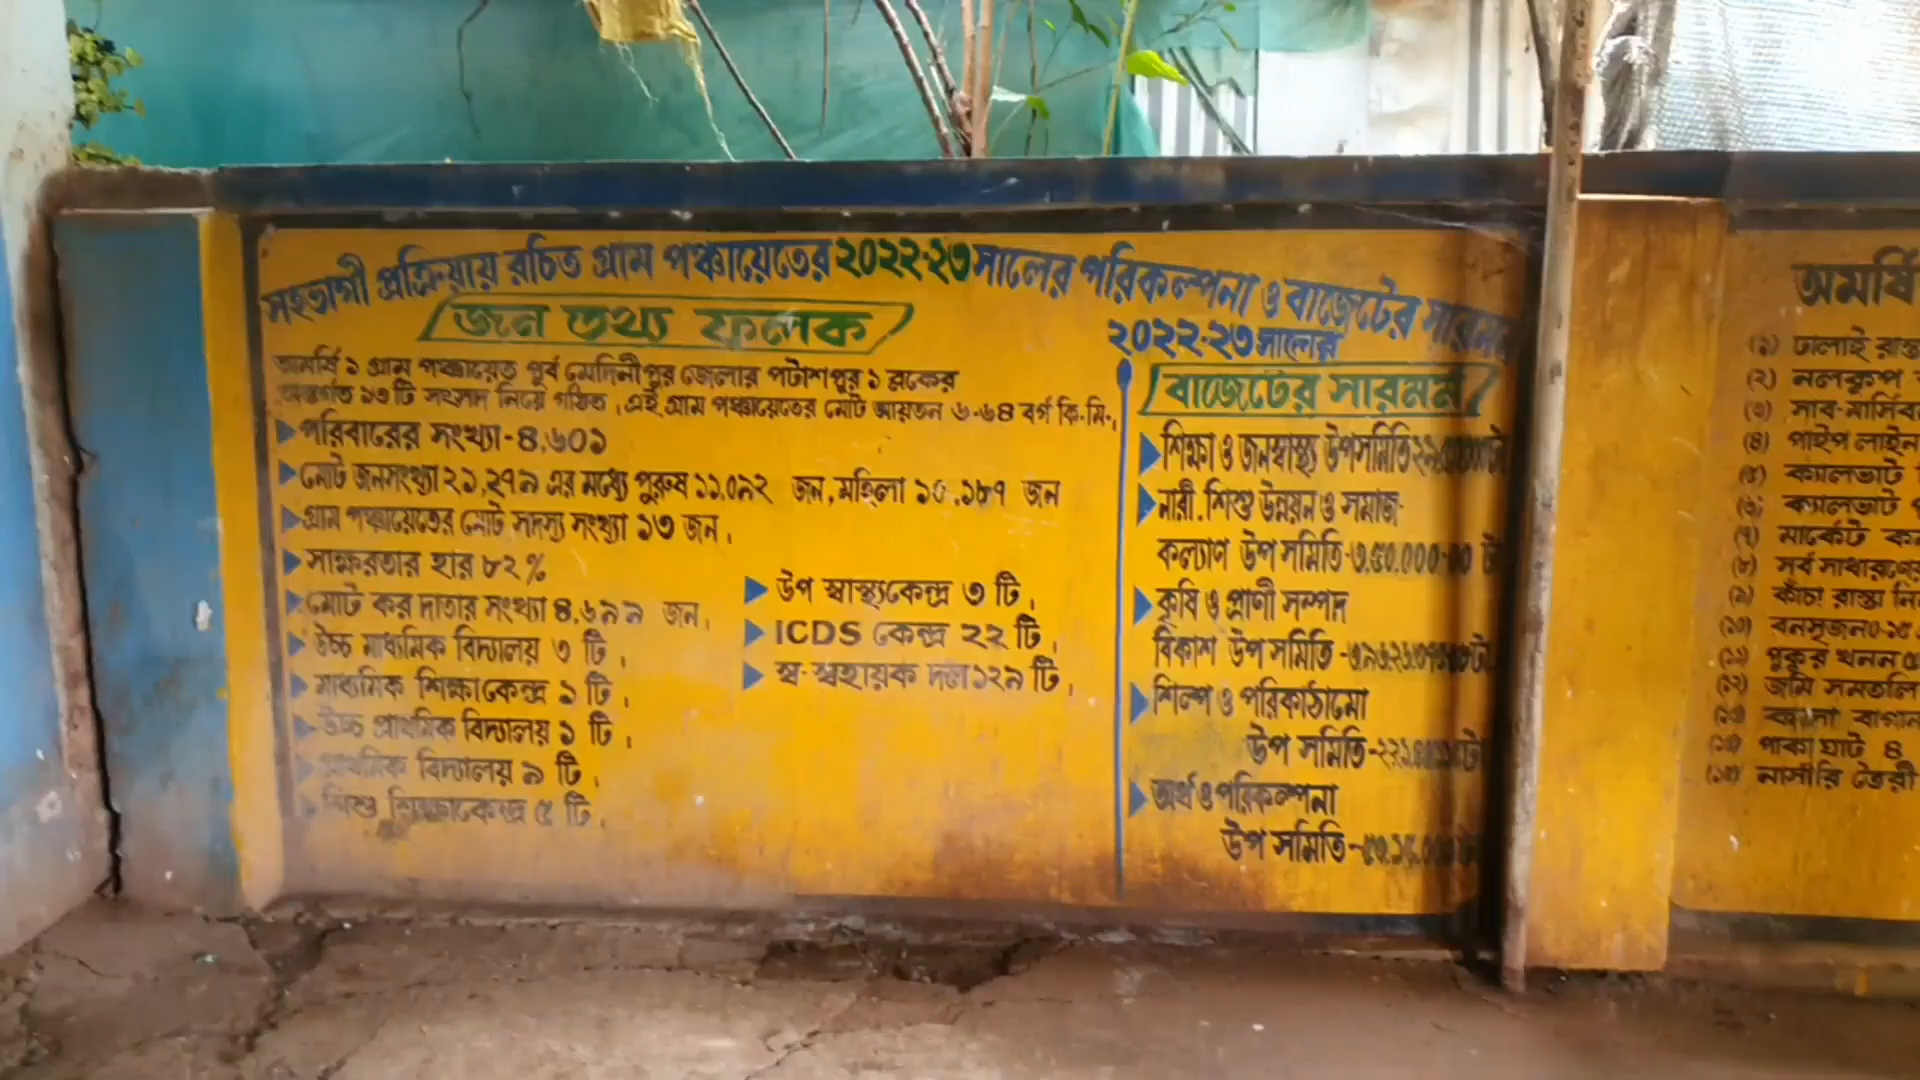 সহভাগী প্রক্রিয়ায় রচিত গ্রাম পঞ্চায়েতের ২০২২-২৩ সালের পরিকল্পনা ও বাজেটের সারমর্ম
জন তথ্য ফলক
অমর্ষি ১ গ্রাম পঞ্চায়েত পূর্ব মেদিনীপুর জেলার পটাশপুর ১ ব্লকের
অন্তর্গত ১৩ টি সংসদ নিয়ে গঠিত, এই গ্রাম পঞ্চায়েতের মোট আয়তন ৬.৬৪ বর্গ কি.মি.,
পরিবারের সংখ্যা-৪,৬০১
মোট জনসংখ্যা ২১,২৭৯ এর মধ্যে পুরুষ ১১,০৯২ জন, মহিলা ১০,১৮৭ জন
গ্রাম পঞ্চায়েতের মোট সদস্য সংখ্যা ১৩ জন,
সাক্ষরতার হার ৮২%
মোট কর দাতার সংখ্যা ৪,৬৯৯ জন,
উচ্চ মাধ্যমিক বিদ্যালয় ৩ টি,
মাধ্যমিক শিক্ষাকেন্দ্র ১ টি,
উচ্চ প্রাথমিক বিদ্যালয় ১ টি,
প্রাথমিক বিদ্যালয় ৯ টি,
শিশু শিক্ষাকেন্দ্র ৫ টি,
উপ স্বাস্থ্যকেন্দ্র ৩ টি,
ICDS কেন্দ্র ২২ টি,
স্ব-স্বহায়ক দল ১২৯ টি,
২০২২-২৩ সালের
বাজেটের সারমর্ম
শিক্ষা ও জনস্বাস্থ্য উপসমিতি
নারী, শিশু উন্নয়ন ও সমাজ-
কল্যাণ উপ সমিতি-৩,৫০,০০০-০০ টা
কৃষি ও প্রাণী সম্পদ
বিকাশ উপ সমিতি
শিল্প ও পরিকাঠামো
উপ সমিতি
অর্থ ও পরিকল্পনা
উপ সমিতি
অমর্ষি
(১) ঢালাই রাস্তা
(২) নলকূপ
(৩) সাব-মার্সিব
(৪) পাইপ লাইন
(৫) ক্যালভার্ট
(৬) ক্যালভার্ট
(৭) মার্কেট
(৮) সর্ব সাধারণের
(৯) কাঁচা রাস্তা নি
(১০) বনসৃজন
(১১) পুকুর খনন
(১২) জমি সমতলি
(১৩) বাগান
(১৪) পাকা ঘাট ৪
(১৫) নার্সারি তৈরী